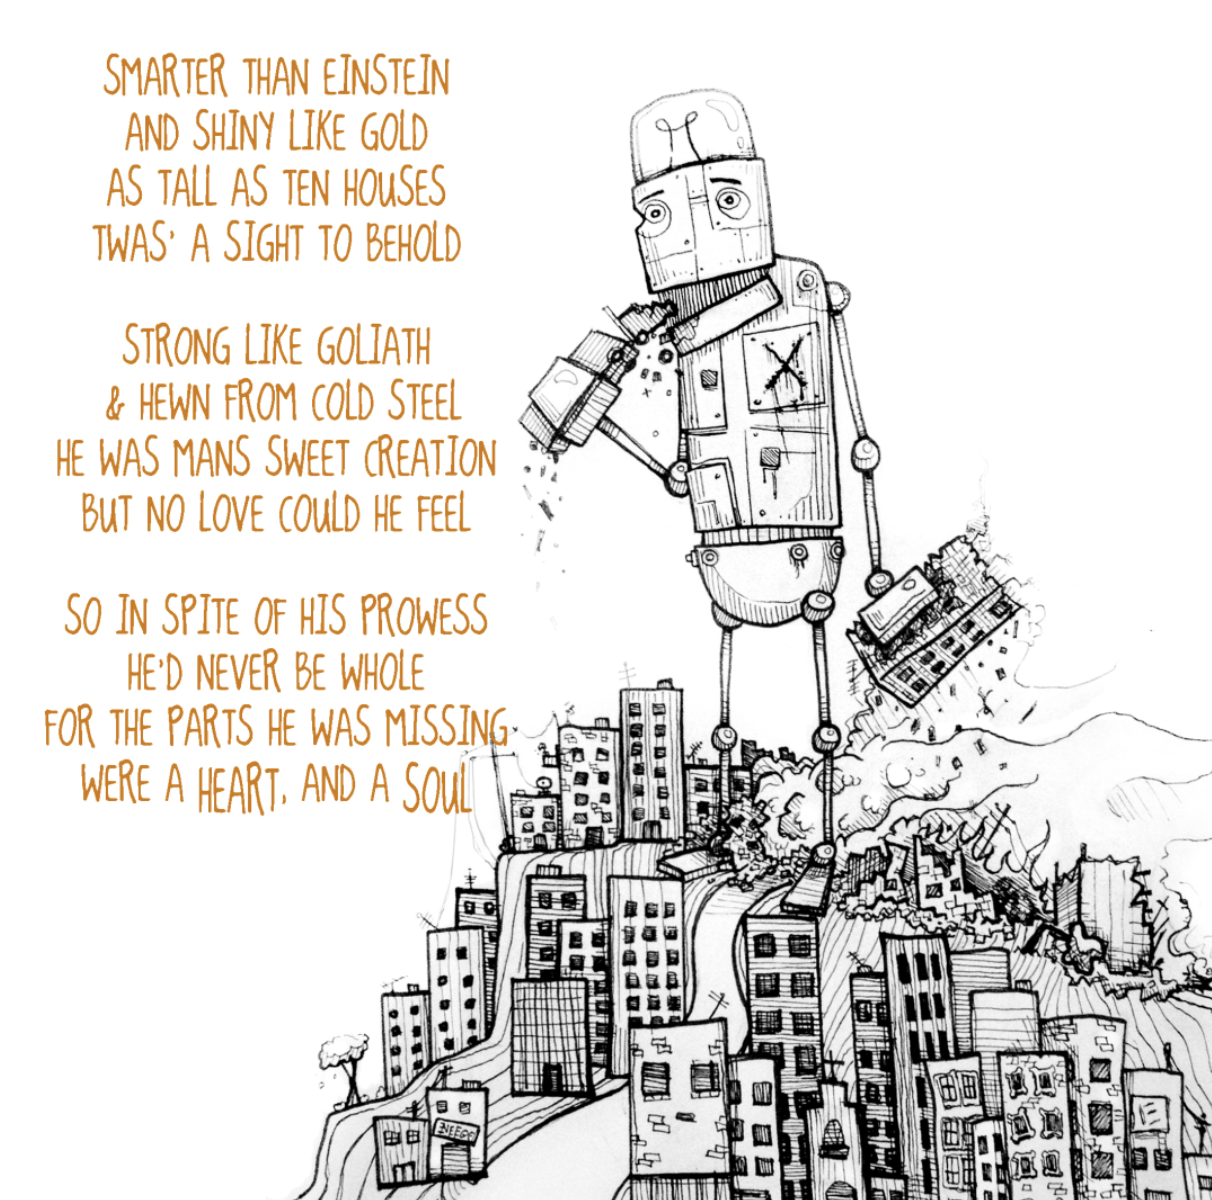 SMARTER THAN EINSTEIN
AND SHINY LIKE GOLD
AS TALL AS TEN HOUSES
TWAS' A SIGHT TO BEHOLD
STRONG LIKE GOLIATH
& HEWN FROM COLD STEEL
HE WAS MANS SWEET CREATION
BUT NO LOVE COULD HE FEEL
SO IN SPITE OF HIS PROWESS
HE'D NEVER BE WHOLE
FOR THE PARTS HE WAS MISSING
WERE A HEART, AND A SOUL